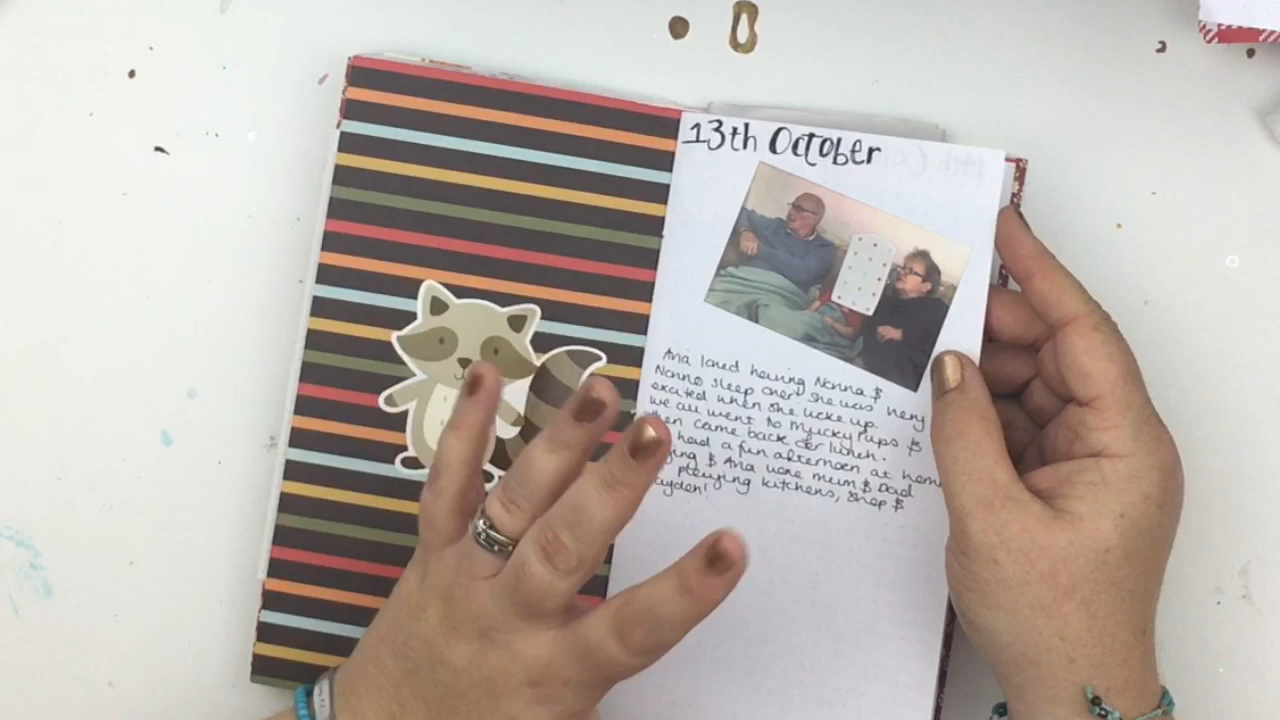 13th October
Ana loved having Nanna &
Nonno sleep over she was very
excited when she woke up.
we all went to Mucky Pups &
then came back for lunch.
had a fun afternoon at home
& Ana were mum & Dad
playing kitchens, shop &